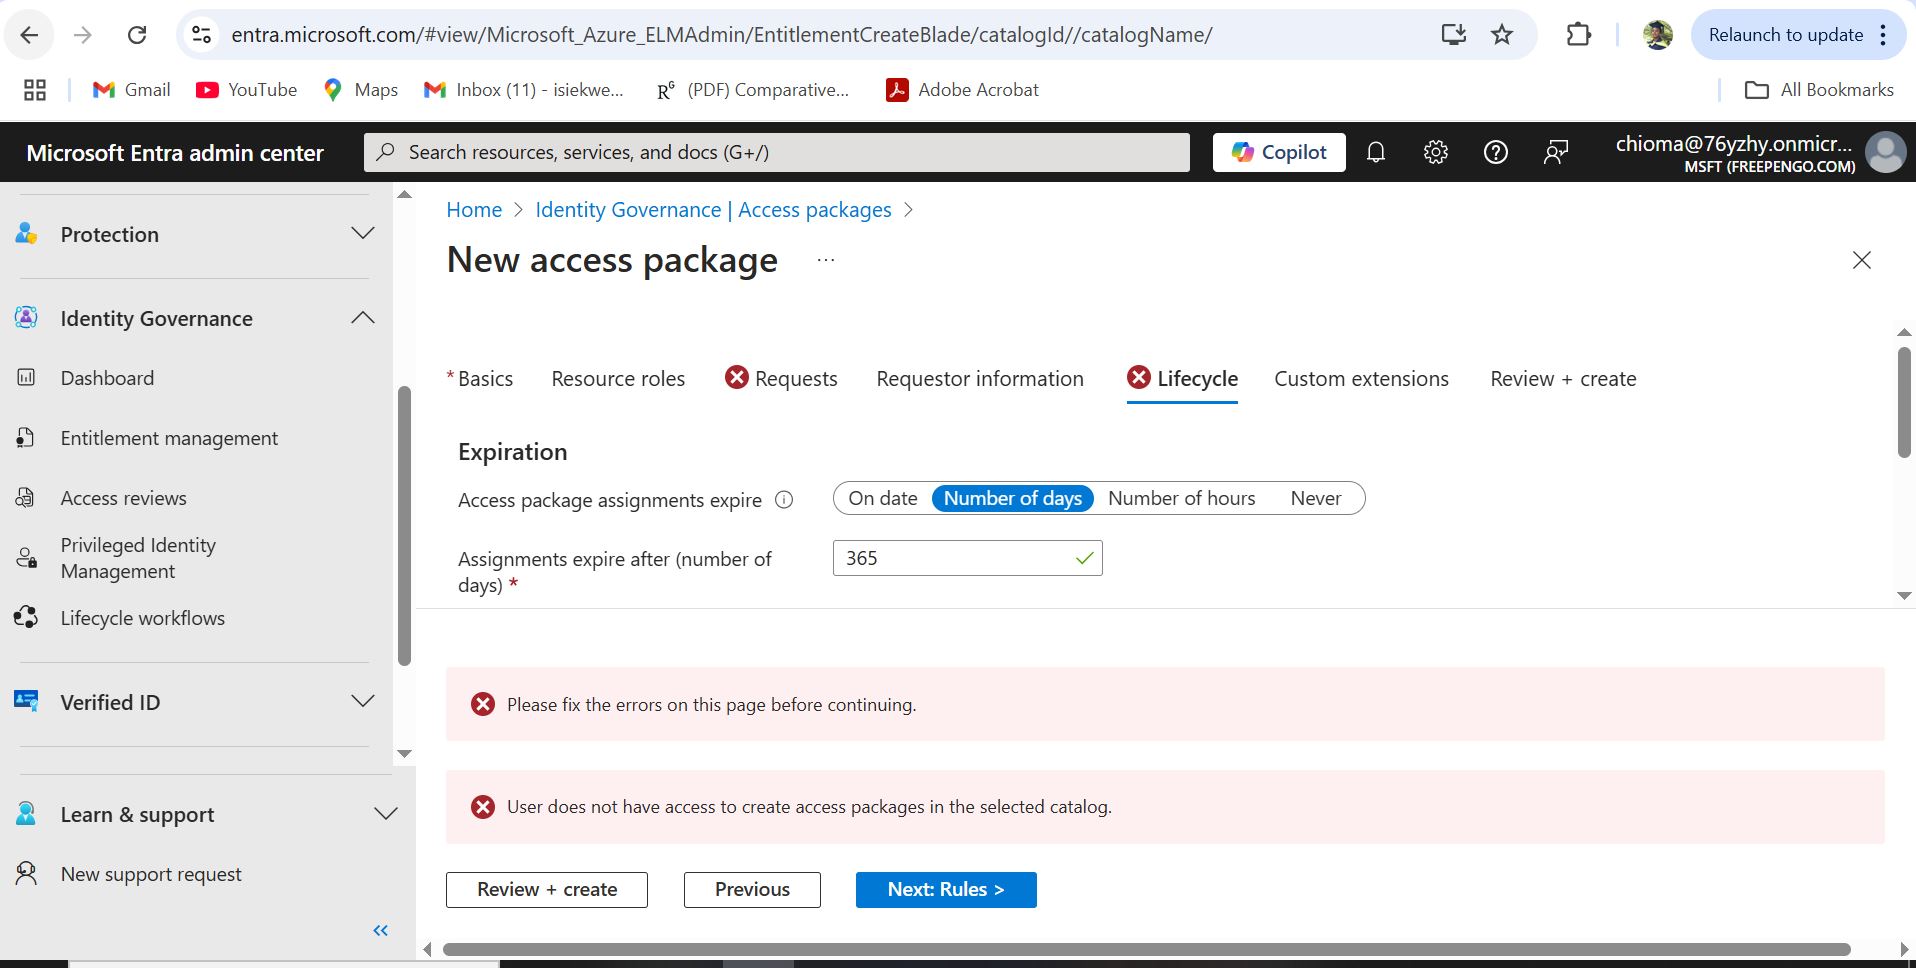 entra.microsoft.com/#view/Microsoft_Azure_ELMAdmin/EntitlementCreateBlade/catalogId//catalogName/
Relaunch to update
Gmail
YouTube
Maps
Inbox (11) - isiekwe...
R^G (PDF) Comparative...
Adobe Acrobat
All Bookmarks
Microsoft Entra admin center
Search resources, services, and docs (G+/)
Copilot
chioma@76yzhy.onmicr...
MSFT (FREEPENGO.COM)
Protection
Identity Governance
Dashboard
Entitlement management
Access reviews
Privileged Identity
Management
Lifecycle workflows
Verified ID
Learn & support
New support request
Home > Identity Governance | Access packages >
New access package ...
* Basics
Resource roles
Requests
Requestor information
Lifecycle
Custom extensions
Review + create
Expiration
Access package assignments expire
On date
Number of days
Number of hours
Never
Assignments expire after (number of
days) *
365
Please fix the errors on this page before continuing.
User does not have access to create access packages in the selected catalog.
Review + create
Previous
Next: Rules >